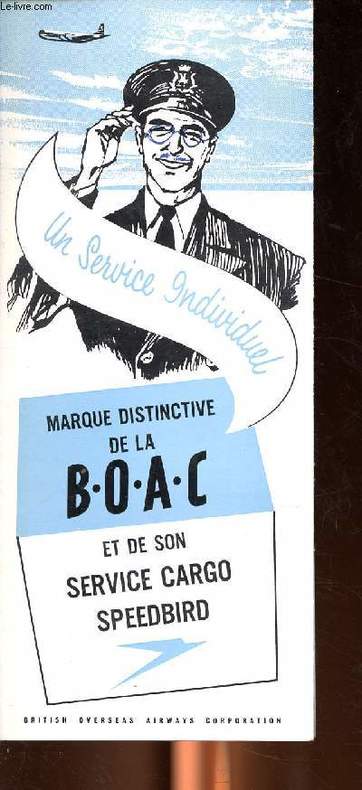 Le-livre.com
Un Service Individuel
MARQUE DISTINCTIVE
DE LA
B·O·A·C
ET DE SON
SERVICE CARGO
SPEEDBIRD
BRITISH OVERSEAS AIRWAYS CORPORATION